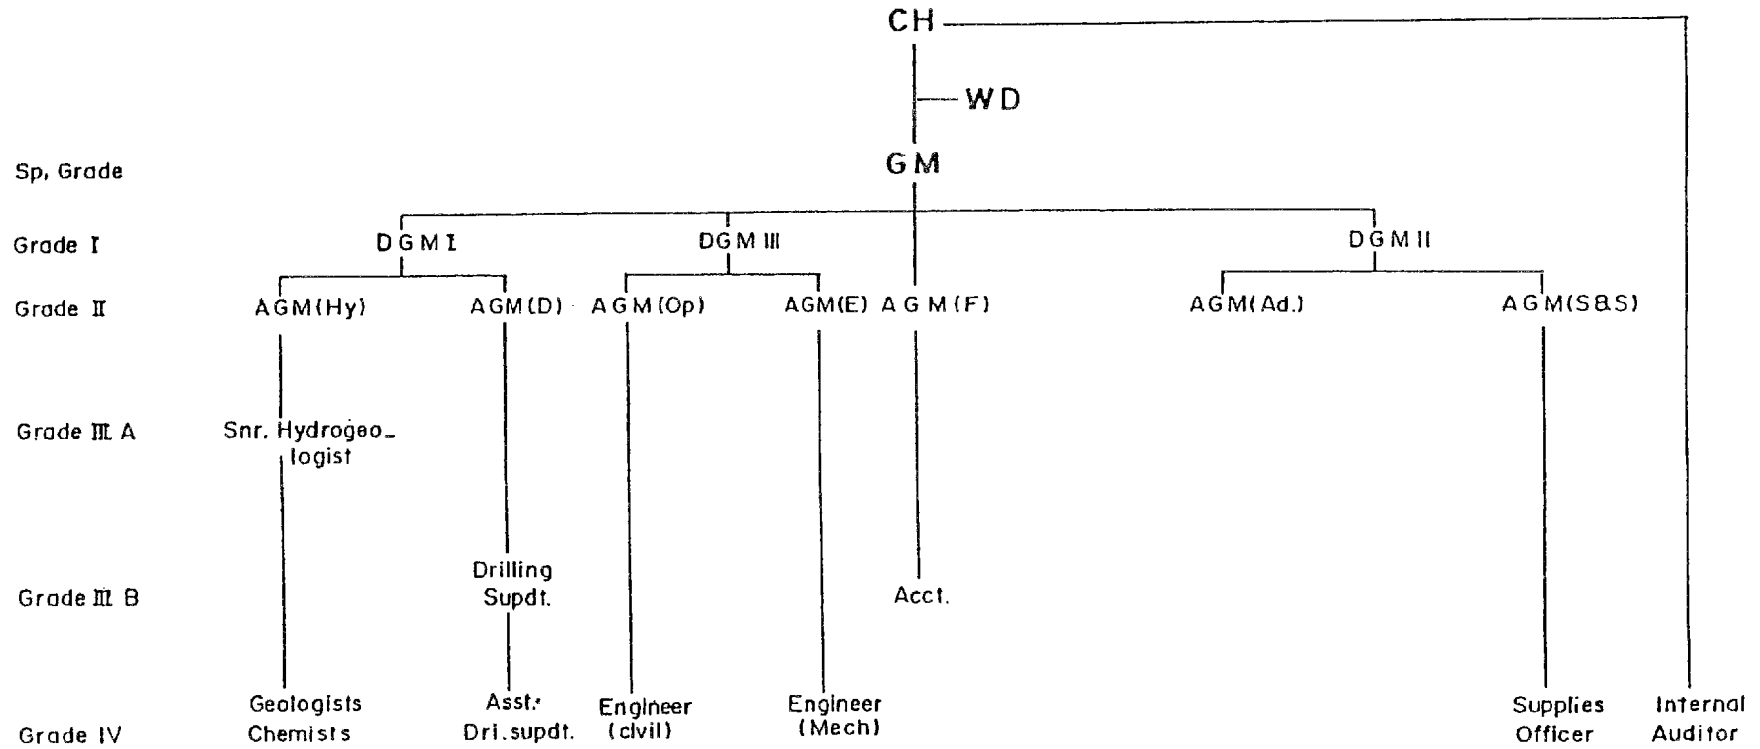 CH
WD
Sp. Grade
GM
Grade I
DGM I
DGM III
DGM II
Grade II
AGM(Hy)
AGM(D)
AGM(Op)
AGM(E)
AGM(F)
AGM(Ad.)
AGM(S&S)
Grade III A
Snr. Hydrogeo-
logist
Grade III B
Drilling
Supdt.
Acct.
Grade IV
Geologists
Chemists
Asst.
Drl.supdt.
Engineer
(civil)
Engineer
(Mech)
Supplies
Officer
Internal
Auditor